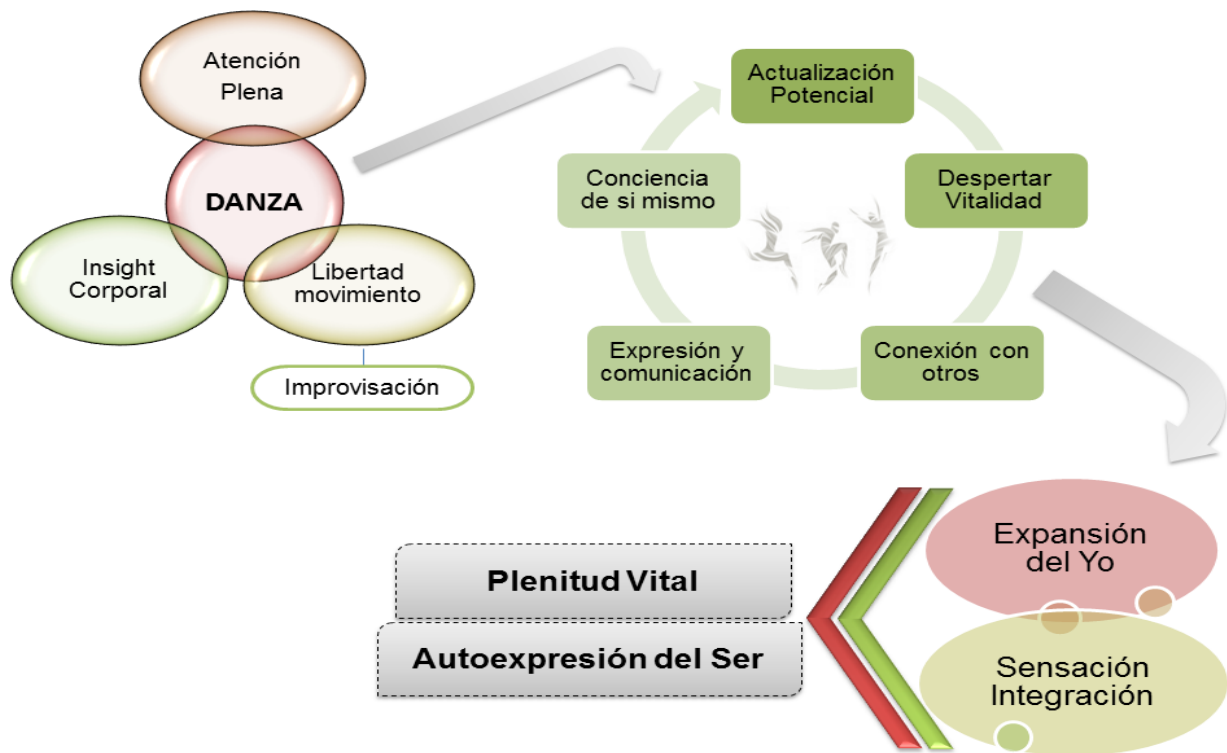 Atención
Plena
DANZA
Insight
Corporal
Libertad
movimiento
Improvisación
Actualización
Potencial
Despertar
Vitalidad
Conexión con
otros
Expresión y
comunicación
Conciencia
de si mismo
Expansión
del Yo
Sensación
Integración
Plenitud Vital
Autoexpresión del Ser